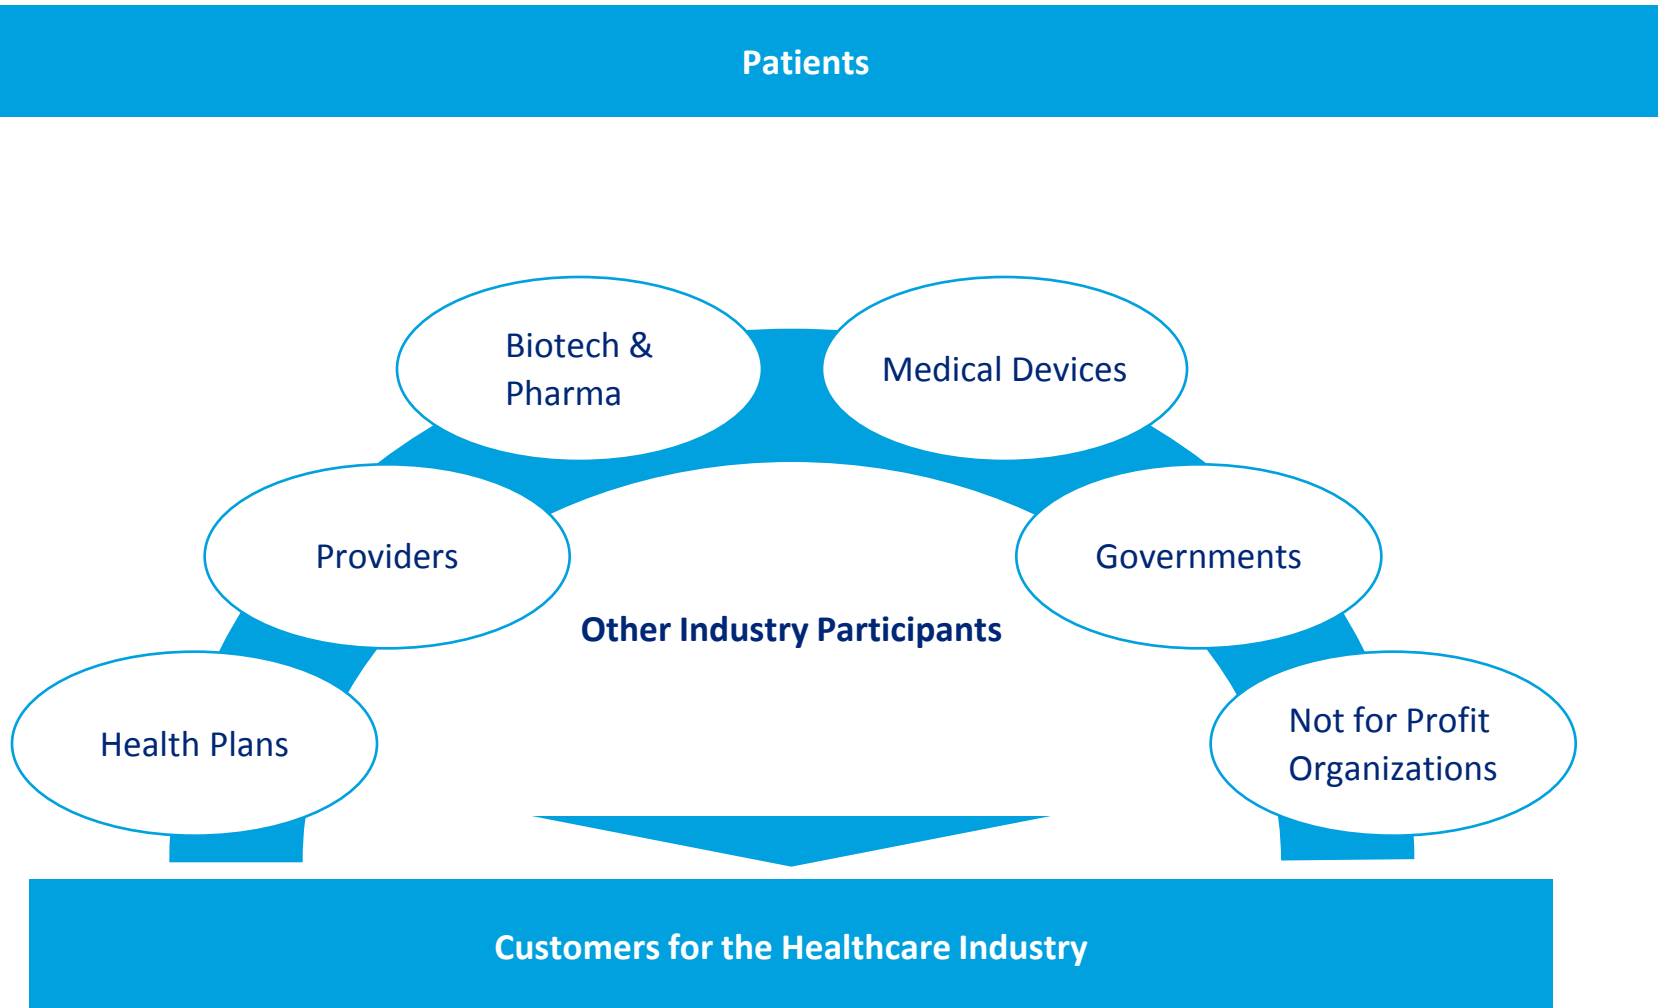 Patients
Biotech &
Pharma
Medical Devices
Providers
Governments
Other Industry Participants
Health Plans
Not for Profit
Organizations
Customers for the Healthcare Industry